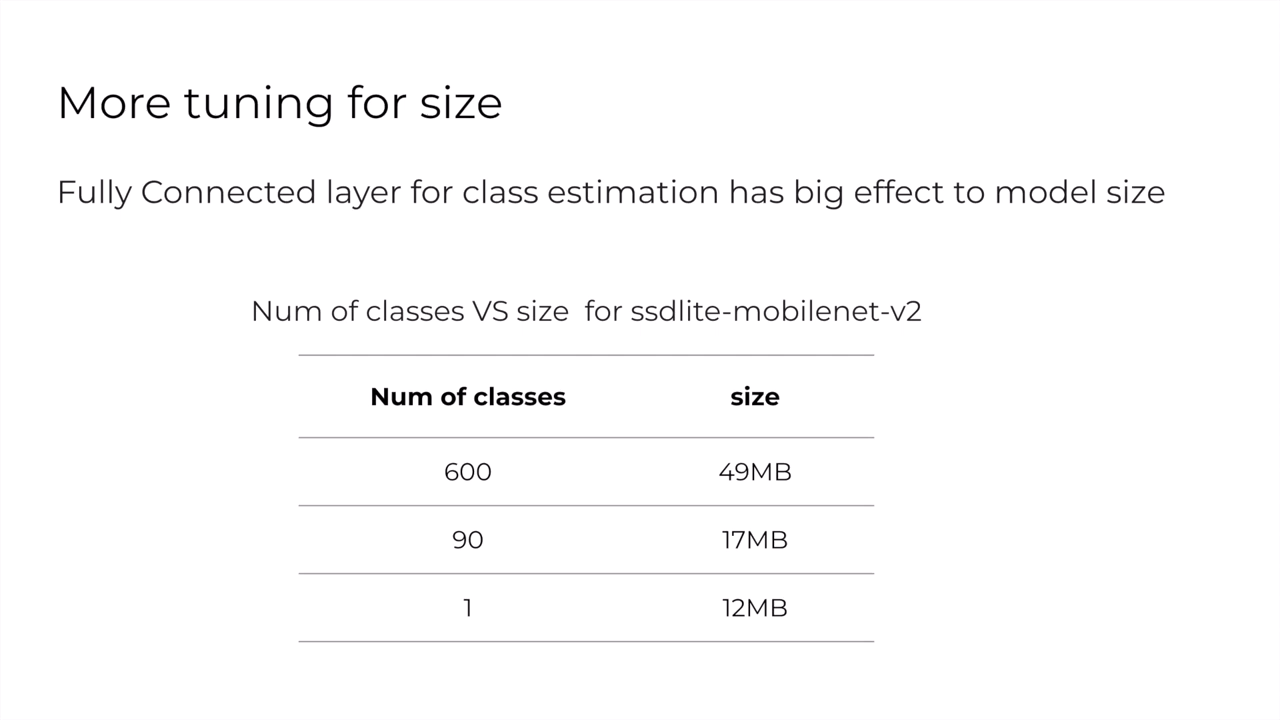 More tuning for size
Fully Connected layer for class estimation has big effect to model size
Num of classes VS size for ssdlite-mobilenet-v2
Num of classes size
600 49MB
90 17MB
1 12MB